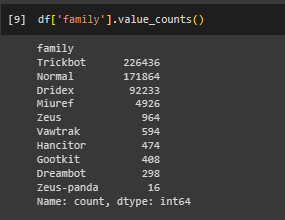 [9] df['family'].value_counts()
family
Trickbot 226436
Normal 171864
Dridex 92233
Miuref 4926
Zeus 964
Vawtrak 594
Hancitor 474
Gootkit 408
Dreambot 298
Zeus-panda 16
Name: count, dtype: int64